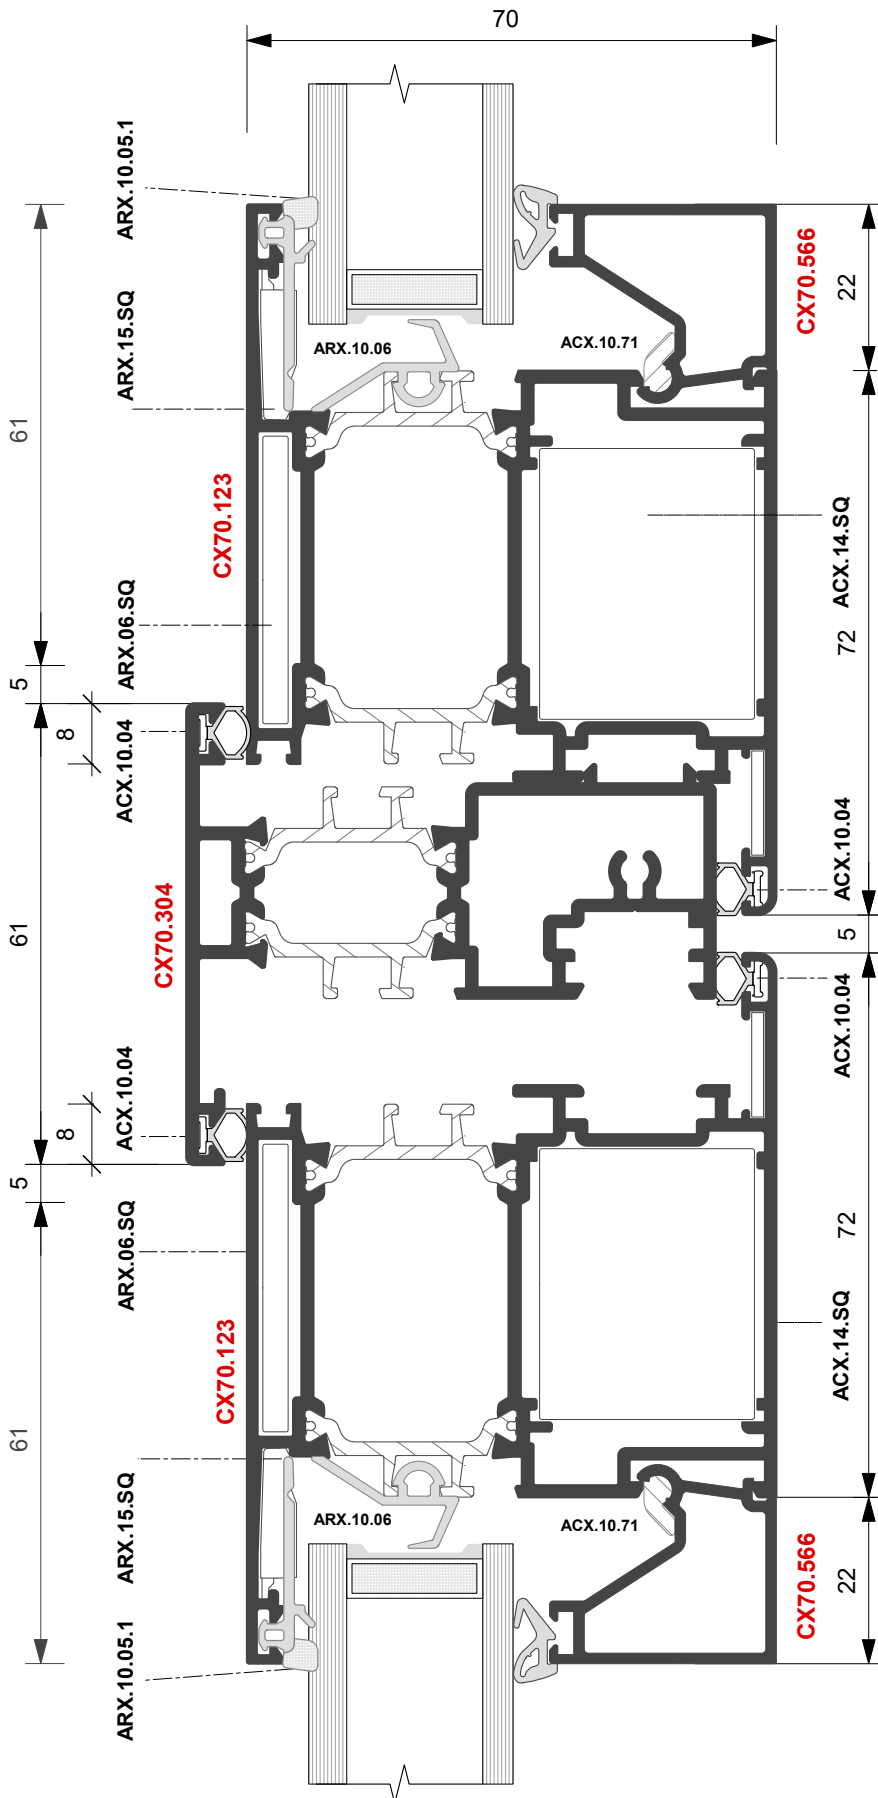 70
ARX.10.05.1
ARX.15.SQ
CX70.566
22
61
ARX.10.06
ACX.10.71
CX70.123
ACX.14.SQ
ARX.06.SQ
72
5
8
ACX.10.04
ACX.10.04
CX70.304
61
5
ACX.10.04
ACX.10.04
8
5
ARX.06.SQ
72
ACX.14.SQ
CX70.123
61
ARX.15.SQ
ARX.10.06
ACX.10.71
CX70.566
22
ARX.10.05.1